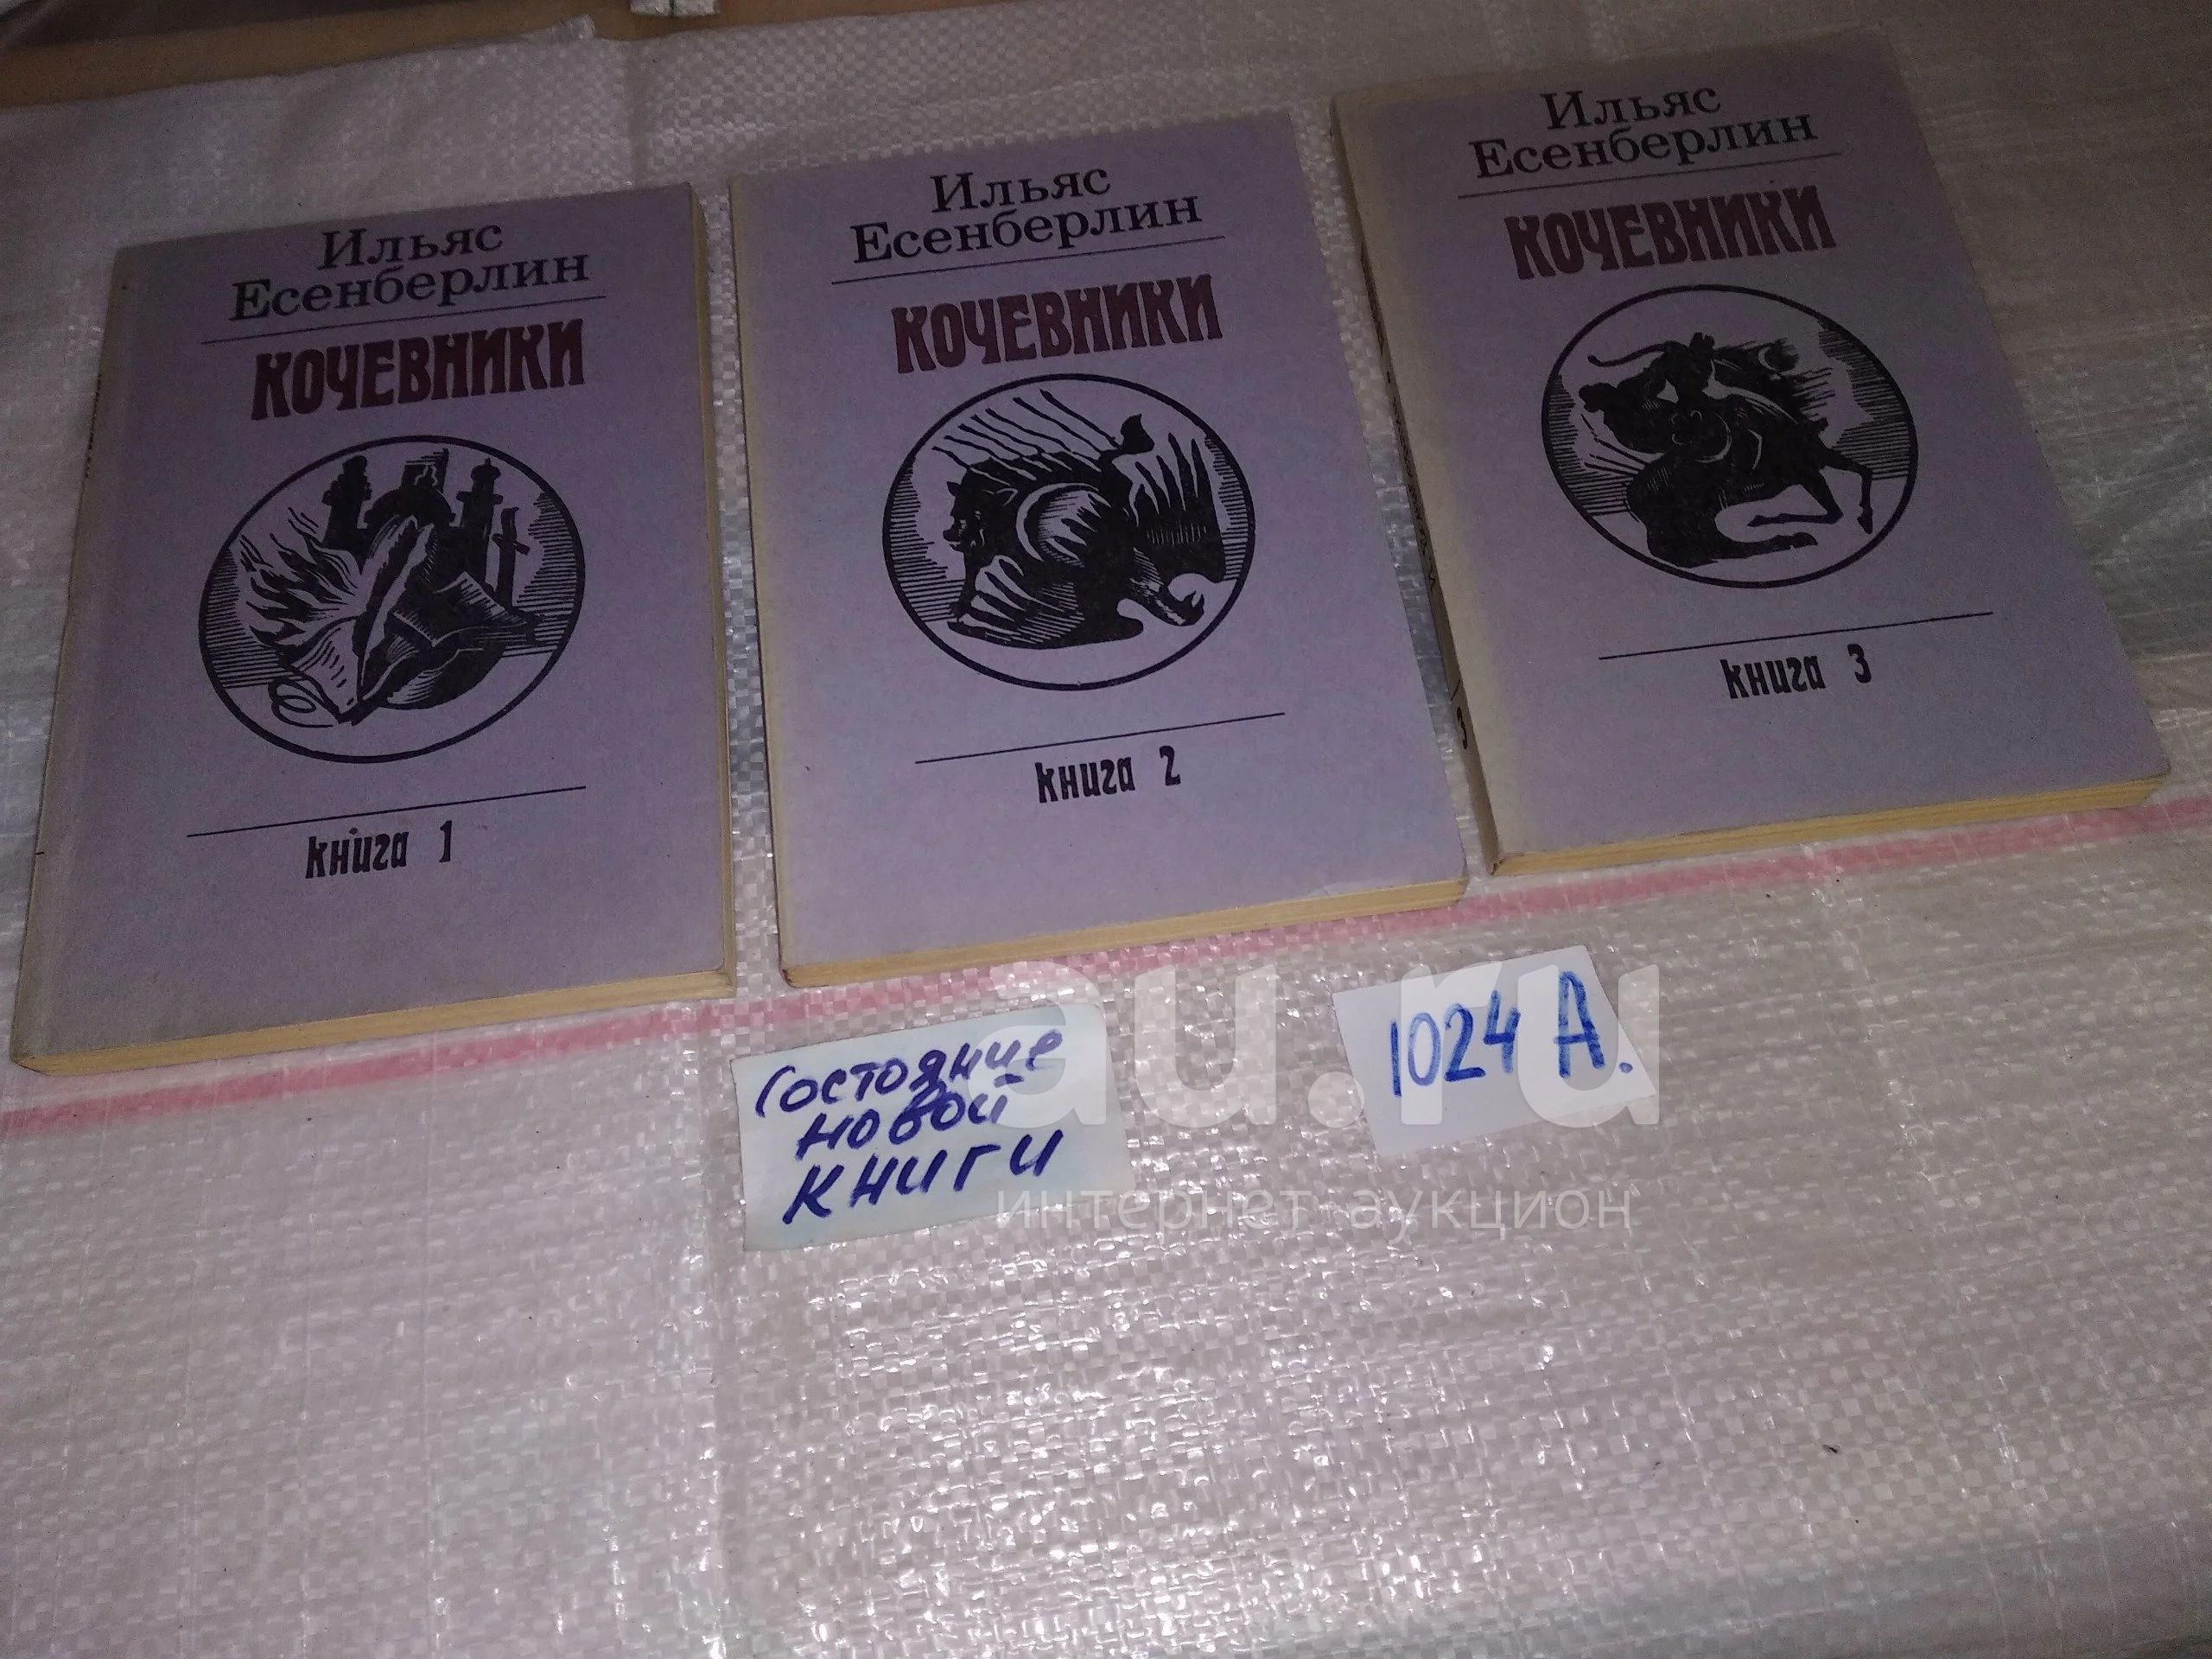 Ильяс
Есенберлин
КОЧЕВНИКИ
книга 1
Ильяс
Есенберлин
КОЧЕВНИКИ
книга 2
Ильяс
Есенберлин
КОЧЕВНИКИ
книга 3
3
Состояние
новой
книги
1024 А.
au.ru
интернет аукцион